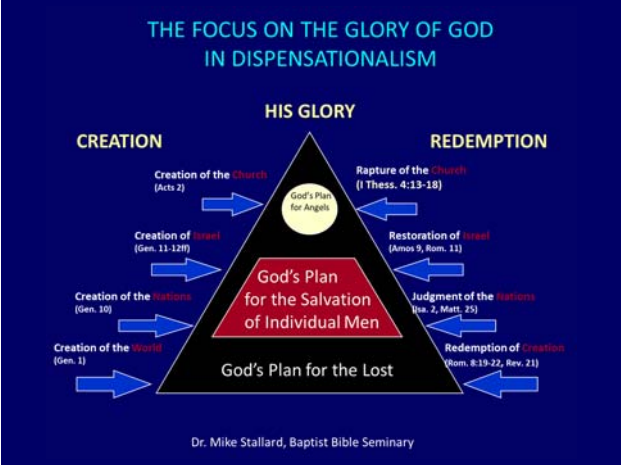 THE FOCUS ON THE GLORY OF GOD
IN DISPENSATIONALISM
HIS GLORY
CREATION
REDEMPTION
Creation of the Church
(Acts 2)
Rapture of the Church
(I Thess. 4:13-18)
God's Plan
for Angels
Creation of Israel
(Gen. 11-12ff)
Restoration of Israel
(Amos 9, Rom. 11)
God's Plan
for the Salvation
of Individual Men
Creation of the Nations
(Gen. 10)
Judgment of the Nations
(Isa. 2, Matt. 25)
Creation of the World
(Gen. 1)
Redemption of Creation
(Rom. 8:19-22, Rev. 21)
God's Plan for the Lost
Dr. Mike Stallard, Baptist Bible Seminary